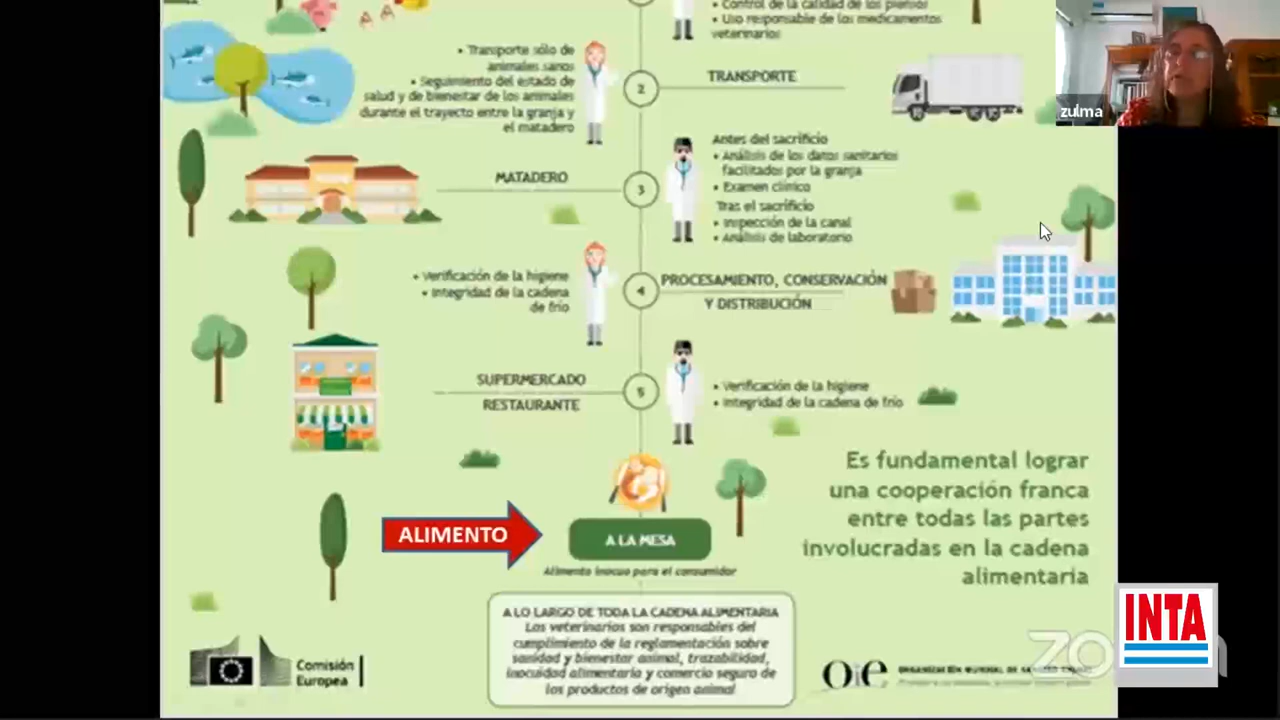 • Control de la calidad de los piensos
• Uso responsable de los medicamentos
veterinarios
zulma
• Transporte sólo de
animales sanos
• Seguimiento del estado de
salud y de bienestar de los animales
durante el trayecto entre la granja y
el matadero
2
TRANSPORTE
MATADERO
3
Antes del sacrificio
• Análisis de los datos sanitarios
facilitados por la granja
• Examen clínico
Tras el sacrificio
• Inspección de la canal
• Análisis de laboratorio
• Verificación de la higiene
• Integridad de la cadena
de frío
4
PROCESAMIENTO, CONSERVACIÓN
Y DISTRIBUCIÓN
SUPERMERCADO
RESTAURANTE
5
• Verificación de la higiene
• Integridad de la cadena de frío
Es fundamental lograr
una cooperación franca
entre todas las partes
involucradas en la cadena
alimentaria
ALIMENTO
A LA MESA
Alimento inocuo para el consumidor
A LO LARGO DE TODA LA CADENA ALIMENTARIA
Los veterinarios son responsables del
cumplimiento de la reglamentación sobre
sanidad y bienestar animal, trazabilidad,
inocuidad alimentaria y comercio seguro de
los productos de origen animal
Comisión
Europea
oie
ORGANIZACIÓN MUNDIAL DE
INTA